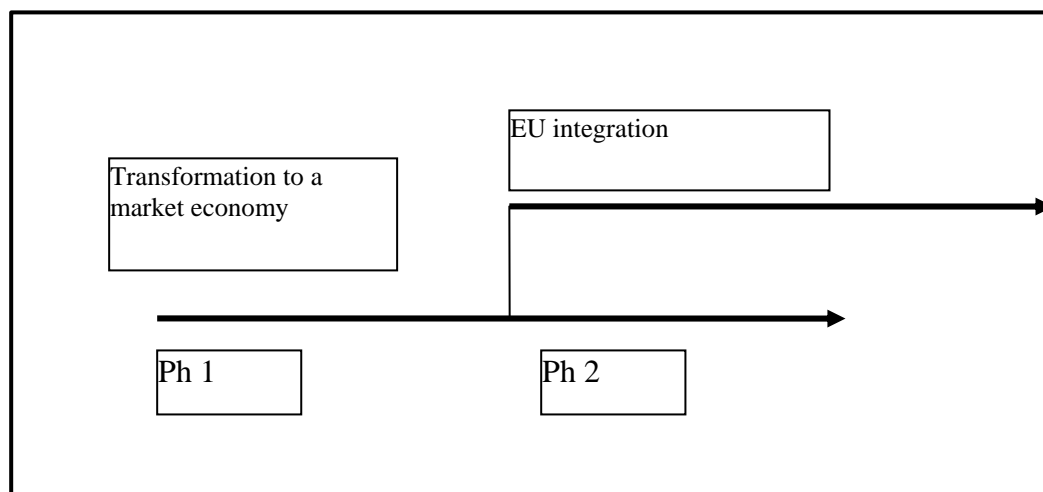 EU integration
Transformation to a
market economy
Ph 1
Ph 2